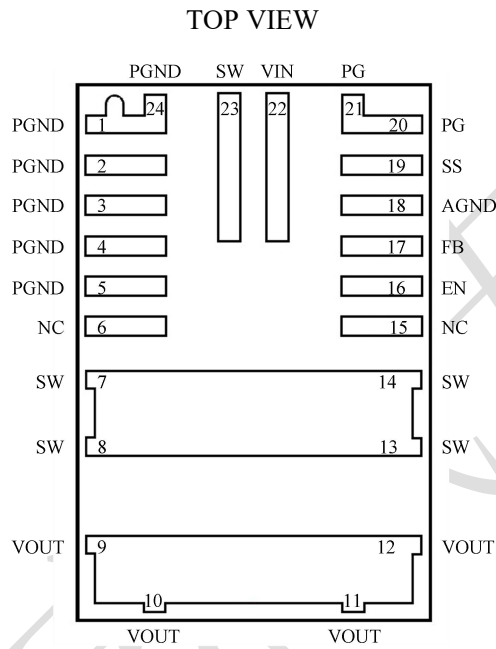 TOP VIEW
PGND SW VIN PG
24 23 22 21
PGND 1 20 PG
PGND 2 19 SS
PGND 3 18 AGND
PGND 4 17 FB
PGND 5 16 EN
NC 6 15 NC
SW 7 14 SW
SW 8 13 SW
VOUT 9 12 VOUT
10 11
VOUT VOUT